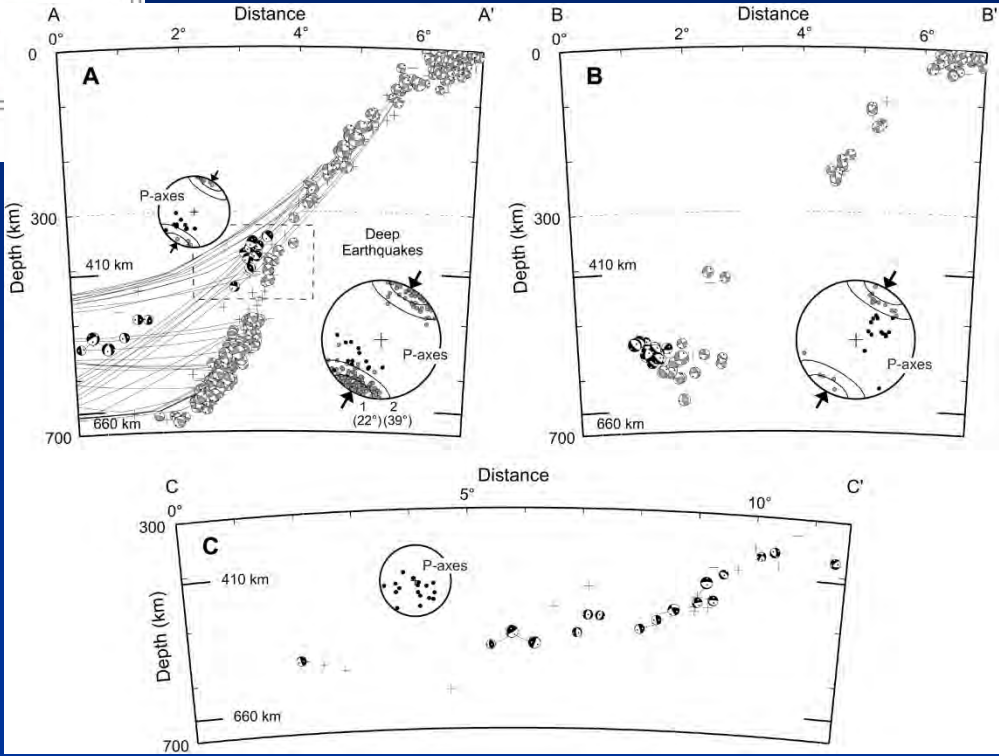 A Distance A'
0° 2° 4° 6°
0
A
P-axes
300
Depth (km)
Deep
Earthquakes
410 km
P-axes
1 2
(22°) (39°)
660 km
700
B Distance B'
0° 2° 4° 6°
0
B
300
Depth (km)
410 km
P-axes
660 km
700
C Distance C'
0° 5° 10°
300
C
P-axes
410 km
Depth (km)
660 km
700